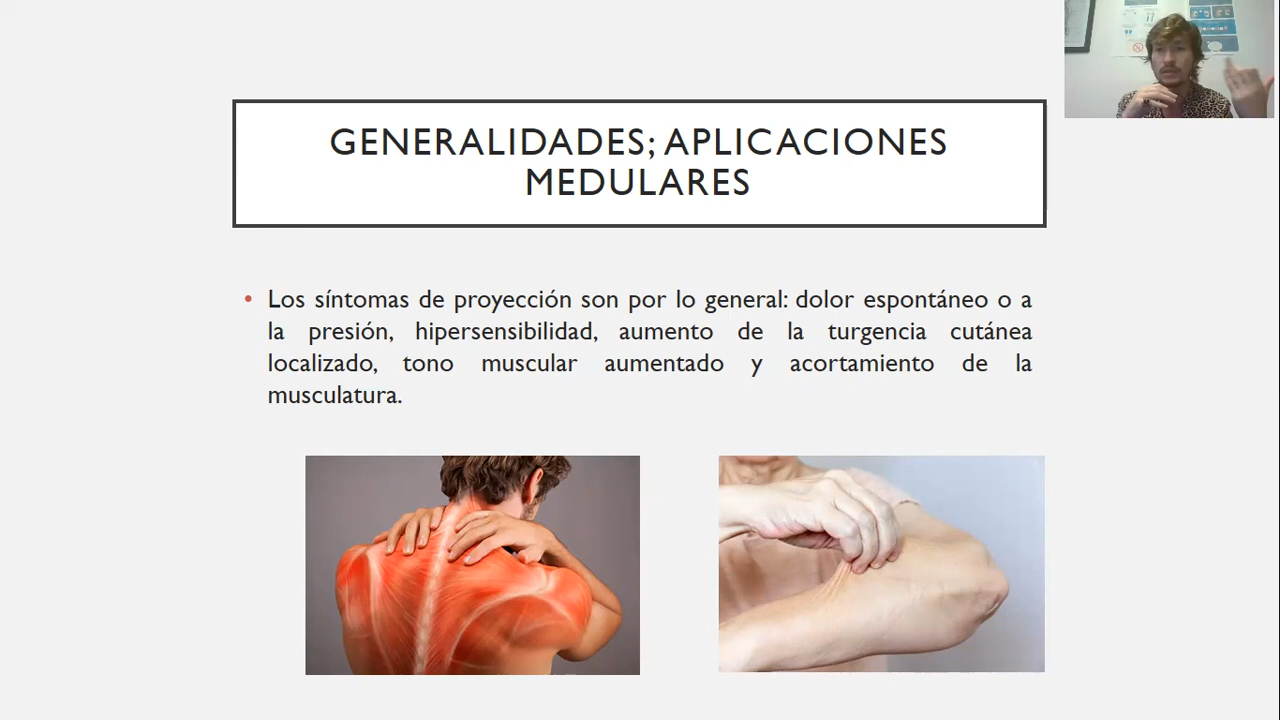 GENERALIDADES; APLICACIONES
MEDULARES
• Los síntomas de proyección son por lo general: dolor espontáneo o a
la presión, hipersensibilidad, aumento de la turgencia cutánea
localizado, tono muscular aumentado y acortamiento de la
musculatura.